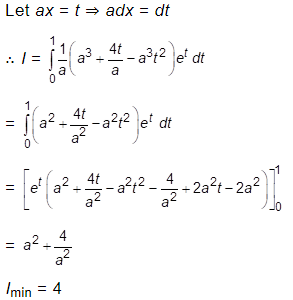 Let ax = t ⇒ adx = dt
∴ I = ∫₀¹ 1/a (a³ + 4t/a − a³t²) eᵗ dt
= ∫₀¹ (a² + 4t/a² − a²t²) eᵗ dt
= [eᵗ (a² + 4t/a² − a²t² − 4/a² + 2a²t − 2a²)]₀¹
= a² + 4/a²
Iₘᵢₙ = 4